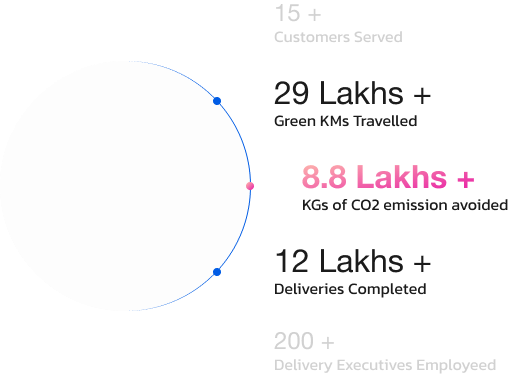 15 +
Customers Served
29 Lakhs +
Green KMs Travelled
8.8 Lakhs +
KGs of CO2 emission avoided
12 Lakhs +
Deliveries Completed
200 +
Delivery Executives Employeed